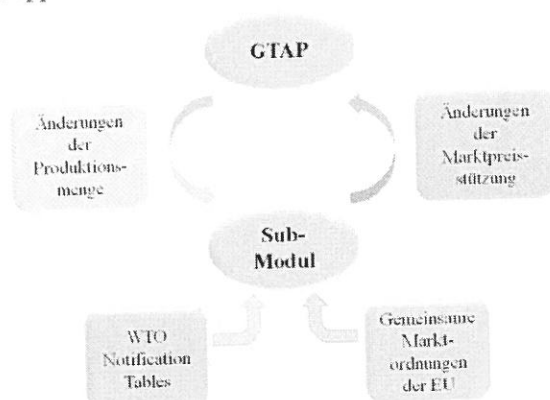 GTAP
Änderungen
der
Produktions-
menge
Änderungen
der
Marktpreis-
stützung
Sub-
Modul
WTO
Notification
Tables
Gemeinsame
Markt-
ordnungen
der EU